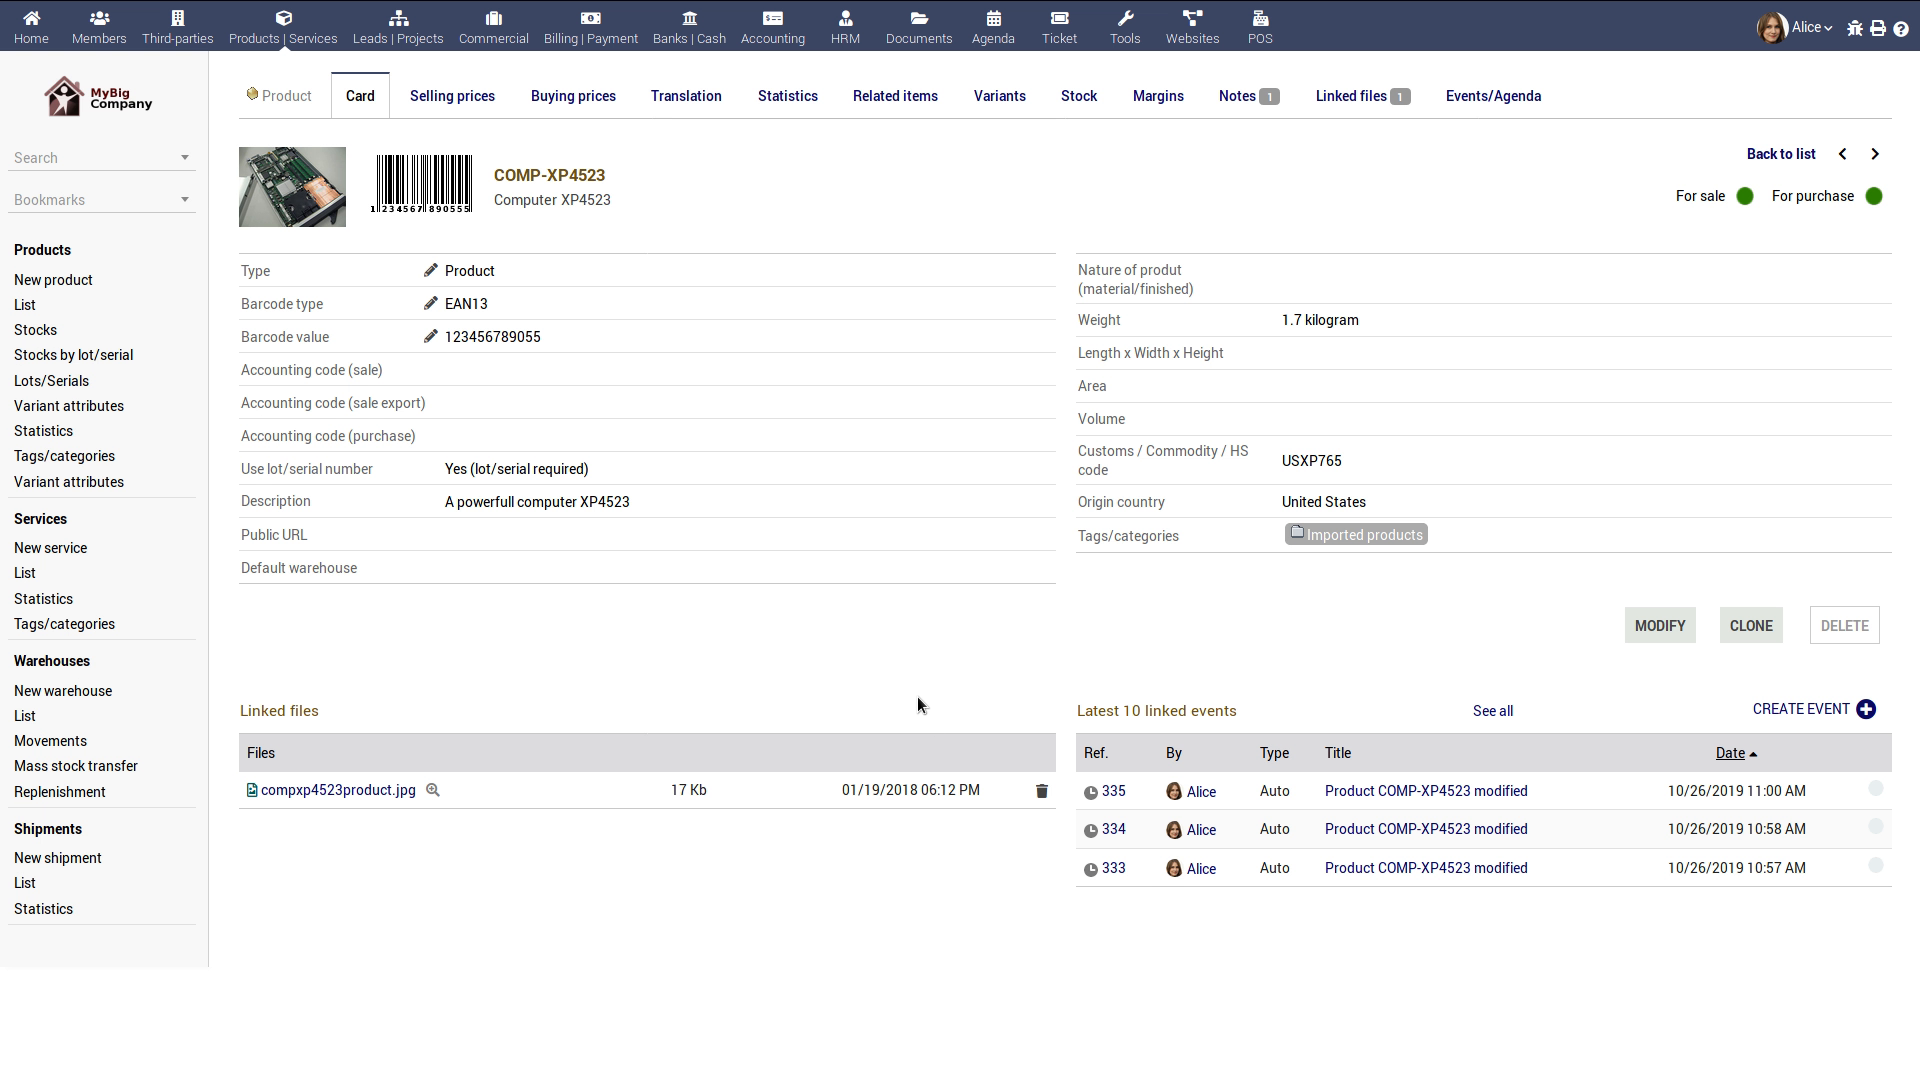 Home Members Third-parties Products | Services Leads | Projects Commercial Billing | Payment Banks | Cash Accounting HRM Documents Agenda Ticket Tools Websites POS Alice
MyBig
Company
Search
Bookmarks
Products
New product
List
Stocks
Stocks by lot/serial
Lots/Serials
Variant attributes
Statistics
Tags/categories
Variant attributes
Services
New service
List
Statistics
Tags/categories
Warehouses
New warehouse
List
Movements
Mass stock transfer
Replenishment
Shipments
New shipment
List
Statistics
Product Card Selling prices Buying prices Translation Statistics Related items Variants Stock Margins Notes 1 Linked files 1 Events/Agenda
1 234567 890555
COMP-XP4523
Computer XP4523
Back to list
For sale For purchase
Type Product
Barcode type EAN13
Barcode value 123456789055
Accounting code (sale)
Accounting code (sale export)
Accounting code (purchase)
Use lot/serial number Yes (lot/serial required)
Description A powerfull computer XP4523
Public URL
Default warehouse
Nature of produt
(material/finished)
Weight 1.7 kilogram
Length x Width x Height
Area
Volume
Customs / Commodity / HS
code USXP765
Origin country United States
Tags/categories Imported products
MODIFY CLONE DELETE
Linked files
Files
compxp4523product.jpg 17 Kb 01/19/2018 06:12 PM
Latest 10 linked events See all CREATE EVENT
Ref. By Type Title Date
335 Alice Auto Product COMP-XP4523 modified 10/26/2019 11:00 AM
334 Alice Auto Product COMP-XP4523 modified 10/26/2019 10:58 AM
333 Alice Auto Product COMP-XP4523 modified 10/26/2019 10:57 AM